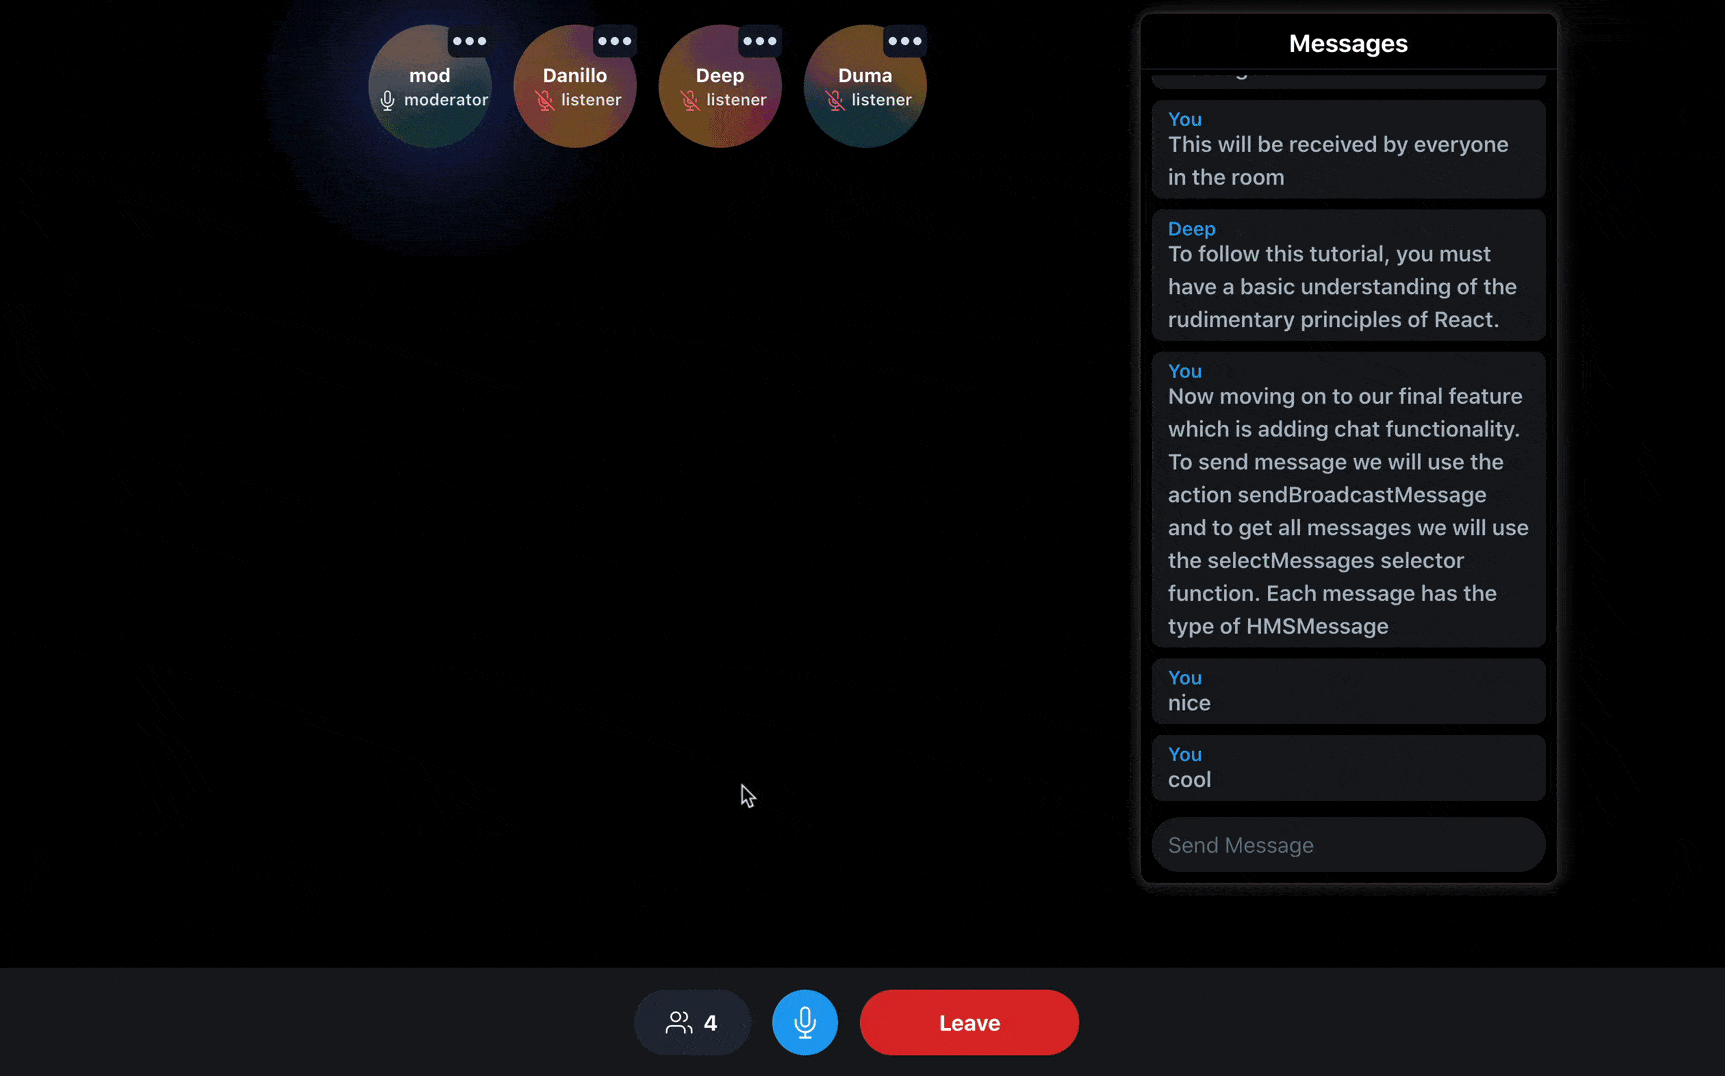 mod
moderator
Danillo
listener
Deep
listener
Duma
listener
Messages
You
This will be received by everyone
in the room
Deep
To follow this tutorial, you must
have a basic understanding of the
rudimentary principles of React.
You
Now moving on to our final feature
which is adding chat functionality.
To send message we will use the
action sendBroadcastMessage
and to get all messages we will use
the selectMessages selector
function. Each message has the
type of HMSMessage
You
nice
You
cool
Send Message
4
Leave